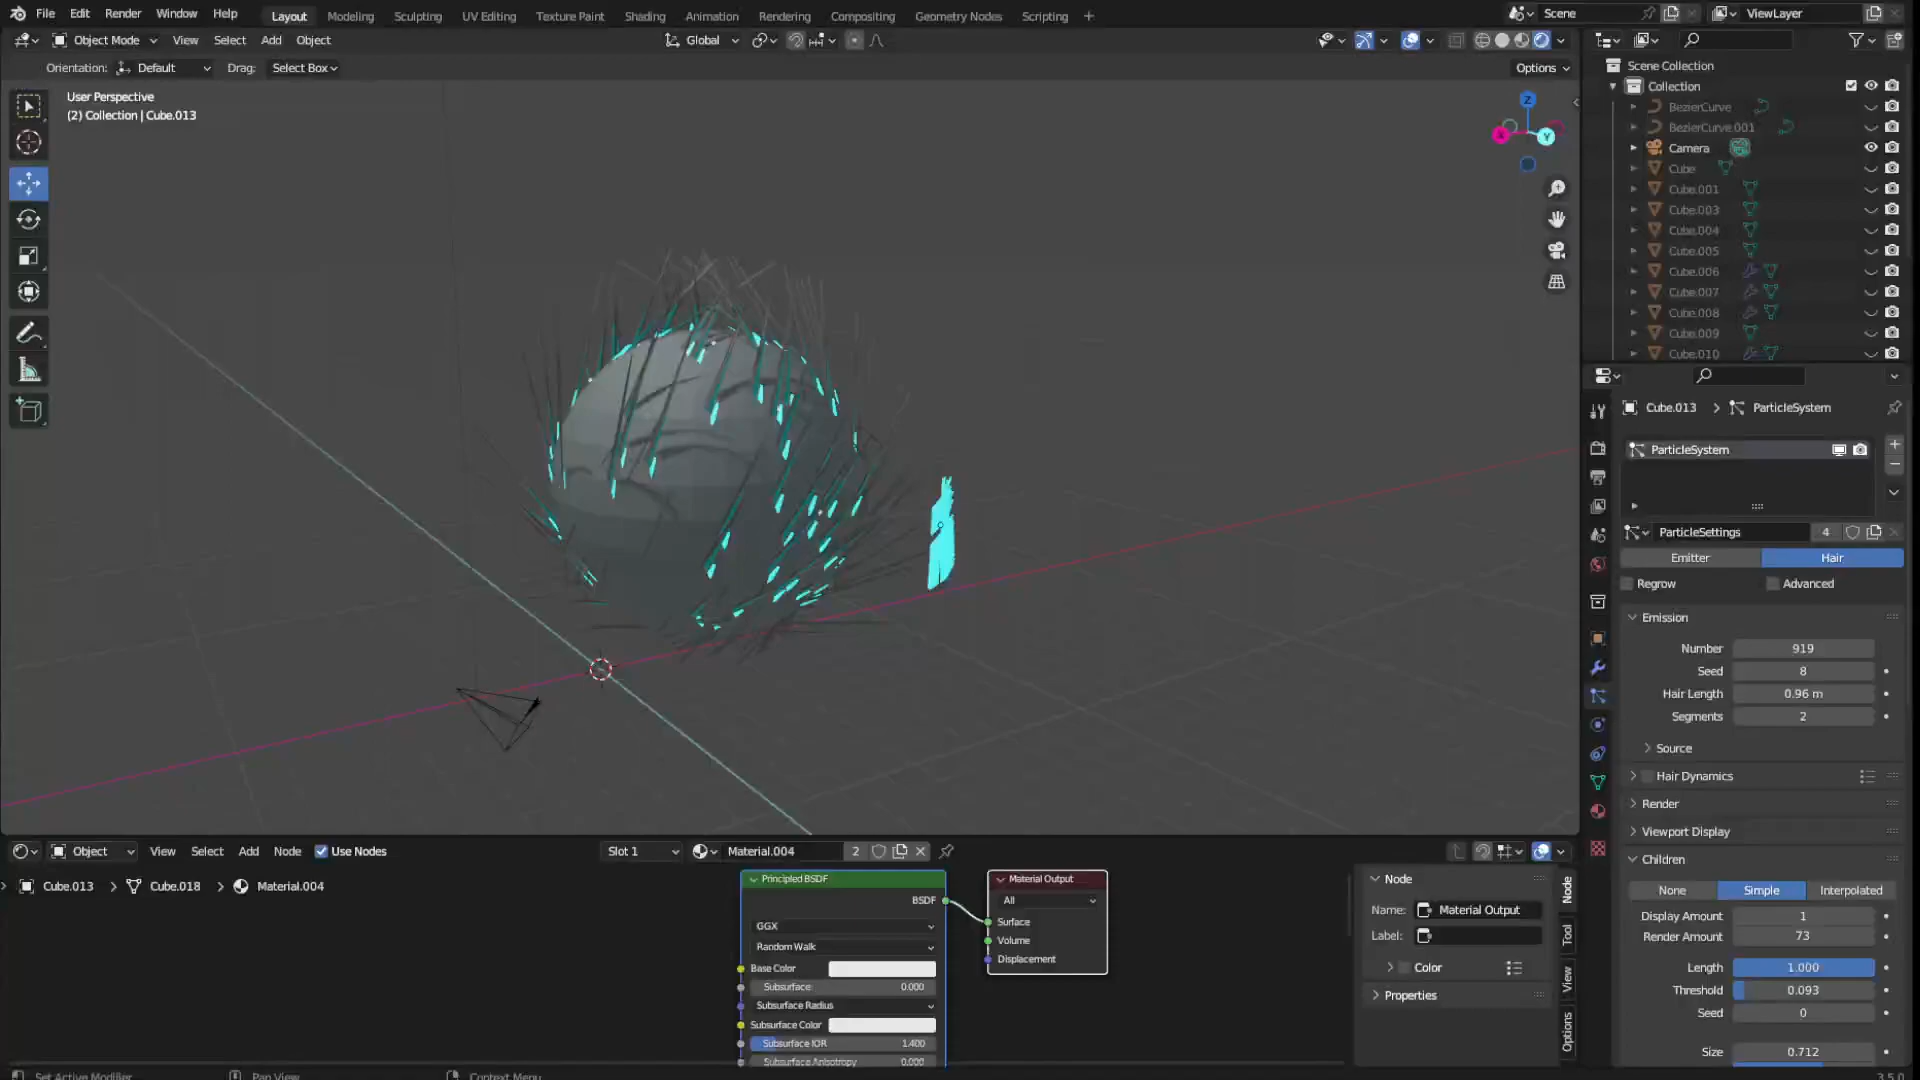 File Edit Render Window Help Layout Modeling Sculpting UV Editing Texture Paint Shading Animation Rendering Compositing Geometry Nodes Scripting + Scene ViewLayer
Object Mode View Select Add Object Global
Orientation: Default Drag: Select Box Options
User Perspective
(2) Collection | Cube.013
Z
X
Y
Scene Collection
Collection
BezierCurve
BezierCurve.001
Camera
Cube
Cube.001
Cube.003
Cube.004
Cube.005
Cube.006
Cube.007
Cube.008
Cube.009
Cube.010
Cube.013 > ParticleSystem
ParticleSystem
ParticleSettings 4
Emitter Hair
Regrow Advanced
Emission
Number 919
Seed 8
Hair Length 0.96 m
Segments 2
Source
Hair Dynamics
Render
Viewport Display
Children
None Simple Interpolated
Display Amount 1
Render Amount 73
Length 1.000
Threshold 0.093
Seed 0
Size 0.712
Object View Select Add Node Use Nodes Slot 1 Material.004 2
Cube.013 > Cube.018 > Material.004
Principled BSDF
BSDF
GGX
Random Walk
Base Color
Subsurface 0.000
Subsurface Radius
Subsurface Color
Subsurface IOR 1.400
Subsurface Anisotropy 0.000
Material Output
All
Surface
Volume
Displacement
Node
Name: Material Output
Label:
Color
Properties
Node
Tool
View
Options
Set Active Modifier Pan View Context Menu 3.5.0